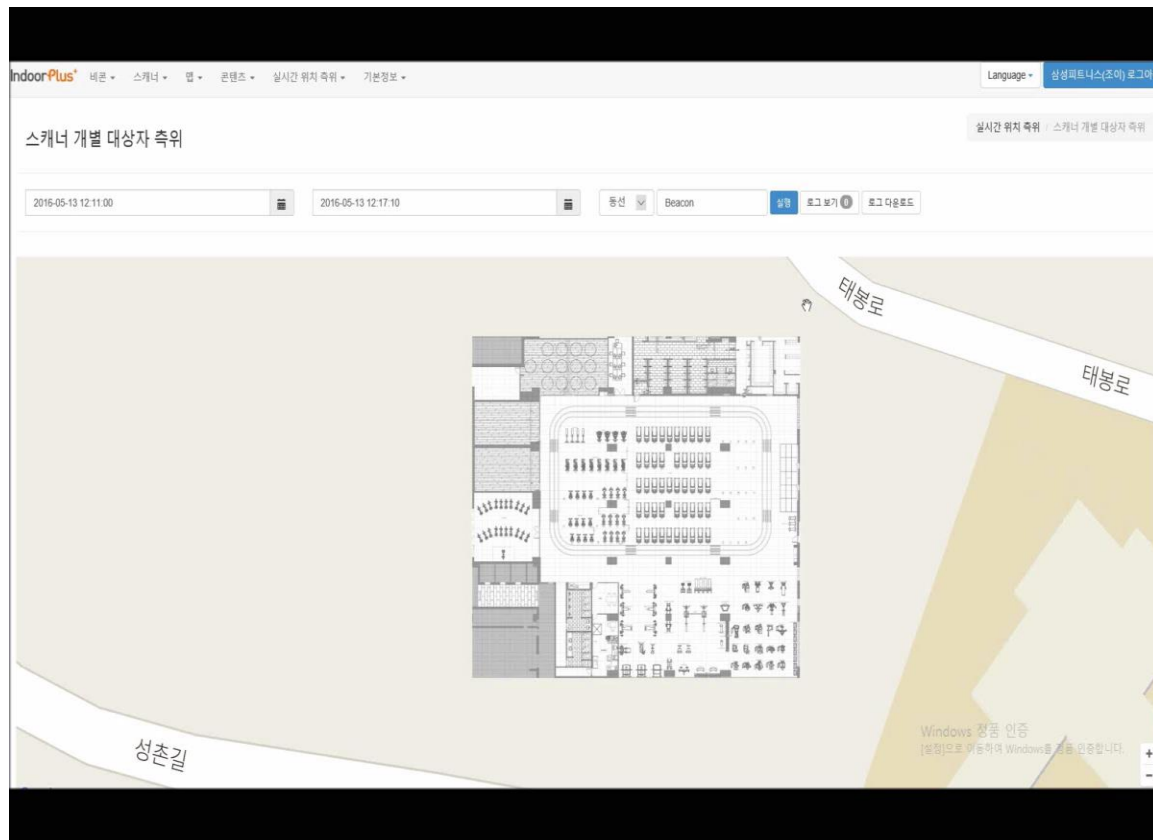 IndoorPlus+ 비콘 스캐너 맵 콘텐츠 실시간 위치 측위 기본정보 Language 삼성피트니스(조이) 로그아
스캐너 개별 대상자 측위
실시간 위치 측위 / 스캐너 개별 대상자 측위
2016-05-13 12:11:00 2016-05-13 12:17:10 동선 Beacon 실행 로그 보기 0 로그 다운로드
태봉로
태봉로
성촌길
Windows 정품 인증
[설정]으로 이동하여 Windows를 정품 인증합니다.
+
-